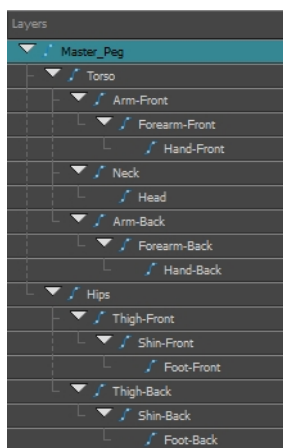 Layers
Master_Peg
Torso
Arm-Front
Forearm-Front
Hand-Front
Neck
Head
Arm-Back
Forearm-Back
Hand-Back
Hips
Thigh-Front
Shin-Front
Foot-Front
Thigh-Back
Shin-Back
Foot-Back